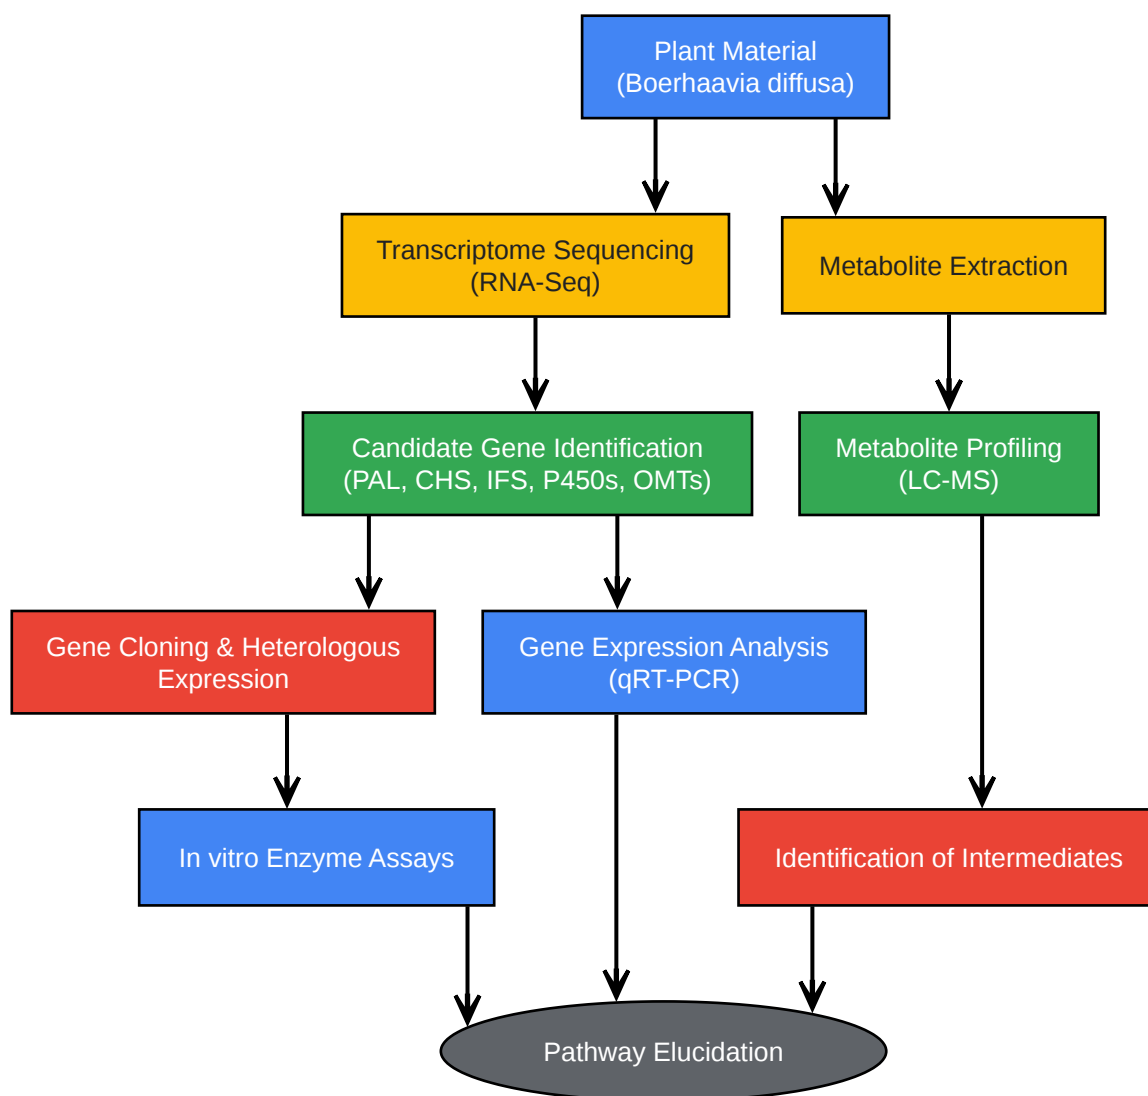 Plant Material
(Boerhaavia diffusa)
Transcriptome Sequencing
(RNA-Seq)
Metabolite Extraction
Candidate Gene Identification
(PAL, CHS, IFS, P450s, OMTs)
Metabolite Profiling
(LC-MS)
Gene Cloning & Heterologous
Expression
Gene Expression Analysis
(qRT-PCR)
In vitro Enzyme Assays
Identification of Intermediates
Pathway Elucidation